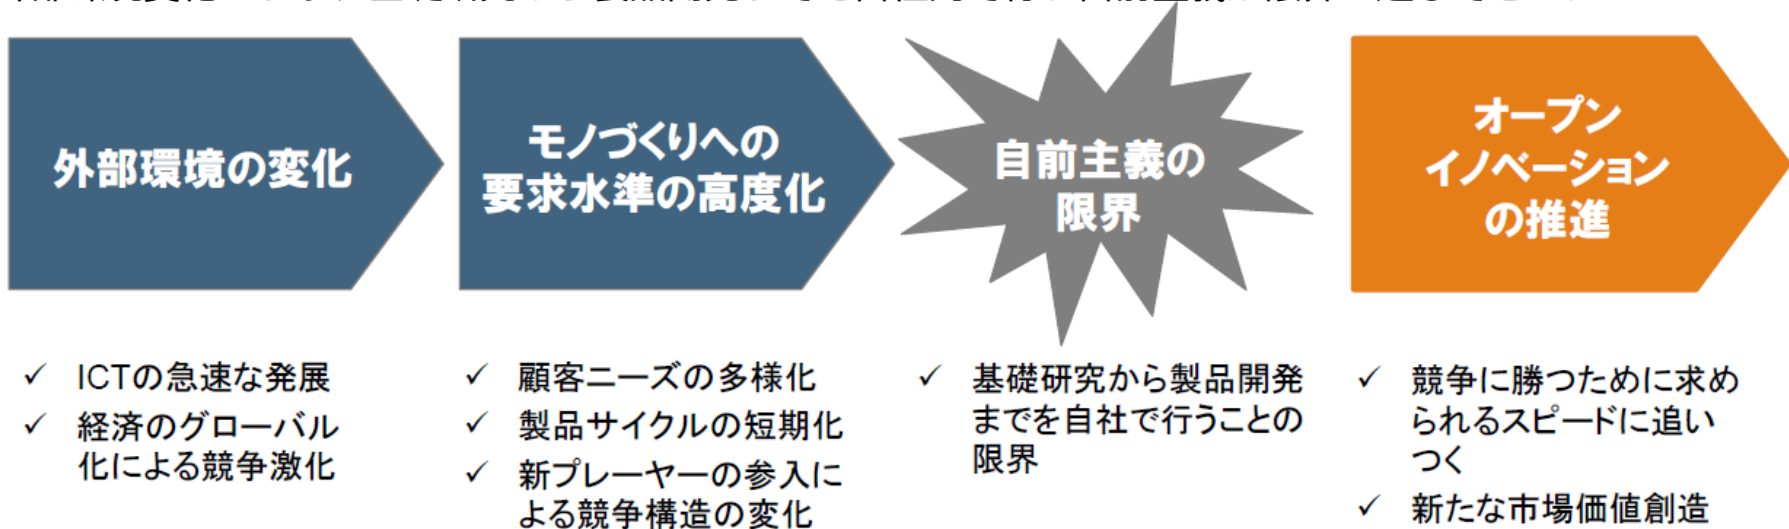 外部環境の変化
モノづくりへの
要求水準の高度化
自前主義の
限界
オープン
イノベーション
の推進
✓ ICTの急速な発展
✓ 経済のグローバル
化による競争激化
✓ 顧客ニーズの多様化
✓ 製品サイクルの短期化
✓ 新プレーヤーの参入に
よる競争構造の変化
✓ 基礎研究から製品開発
までを自社で行うことの
限界
✓ 競争に勝つために求め
られるスピードに追い
つく
✓ 新たな市場価値創造